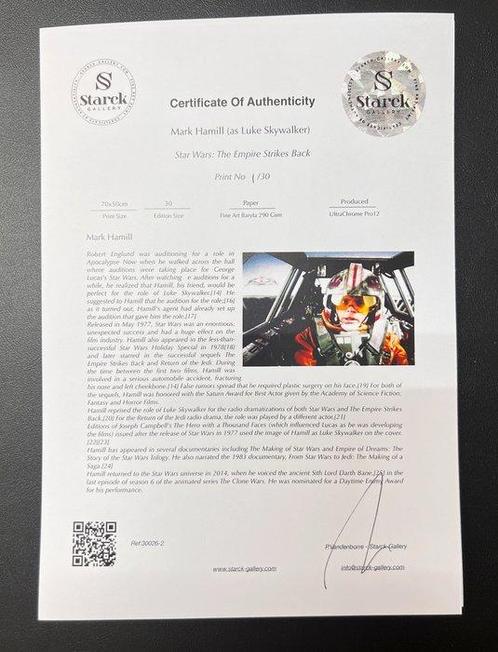 Starck
GALLERY
Starck
GALLERY
Certificate Of Authenticity
Mark Hamill (as Luke Skywalker)
Star Wars: The Empire Strikes Back
Print No 1/30
70x50cm
30
Paper
Produced
Print Size
Edition Size
Fine Art Baryta 290 Gsm
UltraChrome Pro12
Mark Hamill
Robert Englund was auditioning for a role in
Apocalypse Now when he walked across the hall
where auditions were taking place for George
Lucas's Star Wars. After watching e auditions for a
while, he realized that Hamill, his friend, would be
perfect for the role of Luke Skywalker.[14] He
suggested to Hamill that he audition for the role;[16]
as it turned out, Hamill's agent had already set up
the audition that gave him the role.[17]
Released in May 1977, Star Wars was an enormous,
unexpected success and had a huge effect on the
film industry. Hamill also appeared in the less-than-
successful Star Wars Holiday Special in 1978[18]
and later starred in the successful sequels The
Empire Strikes Back and Return of the Jedi. During
the time between the first two films, Hamill was
involved in a serious automobile accident, fracturing
his nose and left cheekbone.[14] False rumors spread that he required plastic surgery on his face.[19] For both of
the sequels, Hamill was honored with the Saturn Award for Best Actor given by the Academy of Science Fiction,
Fantasy and Horror Films.
Hamill reprised the role of Luke Skywalker for the radio dramatizations of both Star Wars and The Empire Strikes
Back.[20] For the Return of the Jedi radio drama, the role was played by a different actor.[21]
Editions of Joseph Campbell's The Hero with a Thousand Faces (which influenced Lucas as he was developing
the films) issued after the release of Star Wars in 1977 used the image of Hamill as Luke Skywalker on the cover.
[22][23]
Hamill has appeared in several documentaries including The Making of Star Wars and Empire of Dreams: The
Story of the Star Wars Trilogy. He also narrated the 1983 documentary, From Star Wars to Jedi: The Making of a
Saga.[24]
Hamill returned to the Star Wars universe in 2014, when he voiced the ancient Sith Lord Darth Bane,[25] in the
last episode of season 6 of the animated series The Clone Wars. He was nominated for a Daytime Emmy Award
for his performance.
Ref:30026-2
P.Vandenborre - Starck-Gallery
www.starck-gallery.com
info@starck-gallery.com